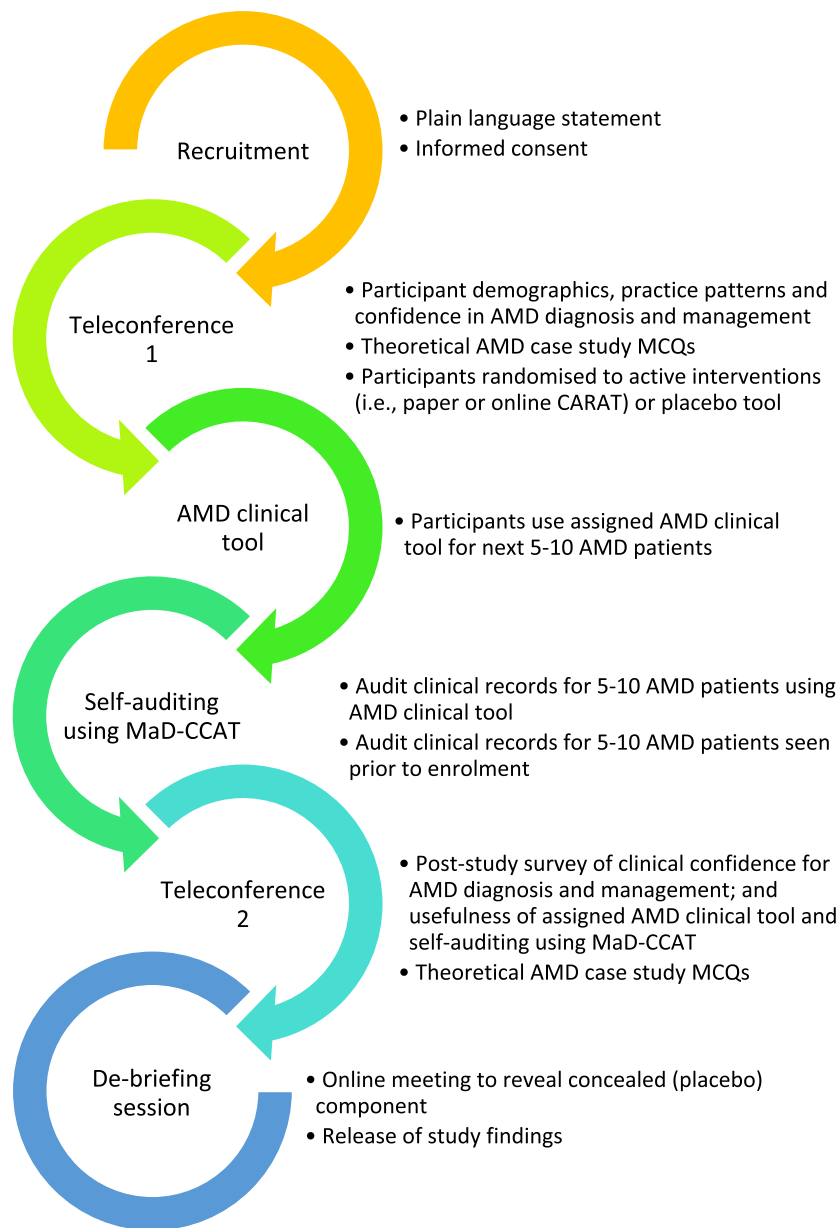 Recruitment
• Plain language statement
• Informed consent
Teleconference
1
• Participant demographics, practice patterns and
confidence in AMD diagnosis and management
• Theoretical AMD case study MCQs
• Participants randomised to active interventions
(i.e., paper or online CARAT) or placebo tool
AMD clinical
tool
• Participants use assigned AMD clinical
tool for next 5-10 AMD patients
Self-auditing
using MaD-CCAT
• Audit clinical records for 5-10 AMD patients using
AMD clinical tool
• Audit clinical records for 5-10 AMD patients seen
prior to enrolment
Teleconference
2
• Post-study survey of clinical confidence for
AMD diagnosis and management; and
usefulness of assigned AMD clinical tool and
self-auditing using MaD-CCAT
• Theoretical AMD case study MCQs
De-briefing
session
• Online meeting to reveal concealed (placebo)
component
• Release of study findings